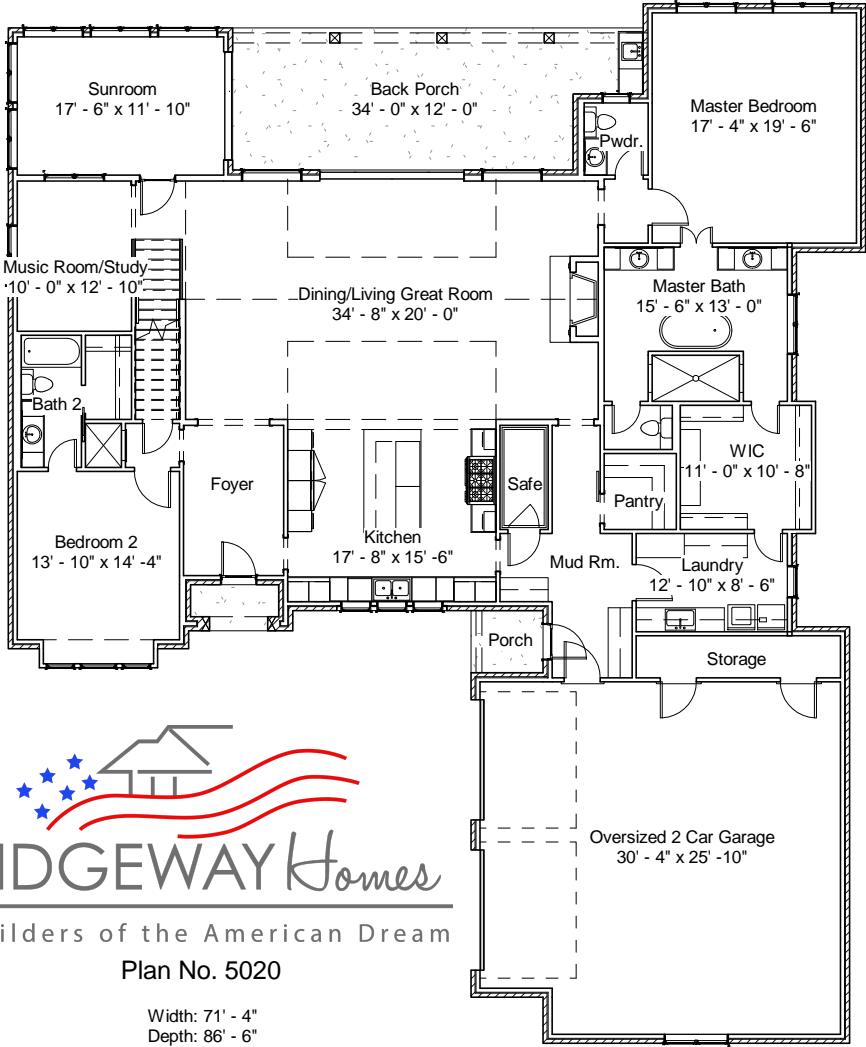 Sunroom
17' - 6" x 11' - 10"
Back Porch
34' - 0" x 12' - 0"
Master Bedroom
17' - 4" x 19' - 6"
Pwdr.
Music Room/Study
10' - 0" x 12' - 10"
Dining/Living Great Room
34' - 8" x 20' - 0"
Master Bath
15' - 6" x 13' - 0"
Bath 2
WIC
11' - 0" x 10' - 8"
Foyer
Safe
Pantry
Bedroom 2
13' - 10" x 14' -4"
Kitchen
17' - 8" x 15' -6"
Mud Rm.
Laundry
12' - 10" x 8' - 6"
Porch
Storage
Oversized 2 Car Garage
30' - 4" x 25' -10"
IDGEWAY Homes
ilders of the American Dream
Plan No. 5020
Width: 71' - 4"
Depth: 86' - 6"